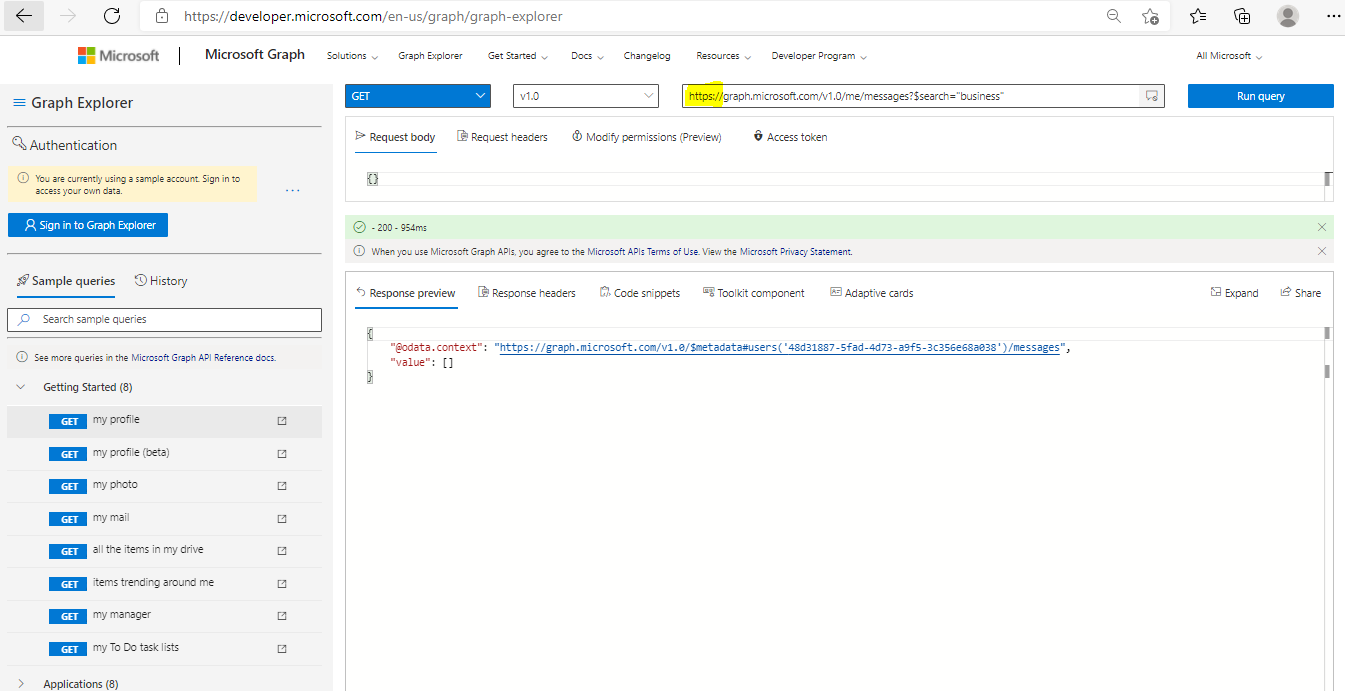 https://developer.microsoft.com/en-us/graph/graph-explorer
Microsoft
Microsoft Graph
Solutions
Graph Explorer
Get Started
Docs
Changelog
Resources
Developer Program
All Microsoft
Graph Explorer
GET
v1.0
https://graph.microsoft.com/v1.0/me/messages?$search="business"
Run query
Authentication
You are currently using a sample account. Sign in to
access your own data.
...
Sign in to Graph Explorer
Request body
Request headers
Modify permissions (Preview)
Access token
{}
- 200 - 954ms
When you use Microsoft Graph APIs, you agree to the Microsoft APIs Terms of Use. View the Microsoft Privacy Statement.
Sample queries
History
Search sample queries
See more queries in the Microsoft Graph API Reference docs.
Getting Started (8)
GET my profile
GET my profile (beta)
GET my photo
GET my mail
GET all the items in my drive
GET items trending around me
GET my manager
GET my To Do task lists
Applications (8)
Response preview
Response headers
Code snippets
Toolkit component
Adaptive cards
Expand
Share
{
"@odata.context": "https://graph.microsoft.com/v1.0/$metadata#users('48d31887-5fad-4d73-a9f5-3c356e68a038')/messages",
"value": []
}